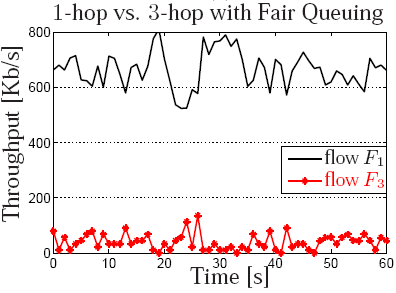 1-hop vs. 3-hop with Fair Queuing
Throughput [Kb/s]
800
600
400
200
0
flow F₁
flow F₃
0 10 20 30 40 50 60
Time [s]